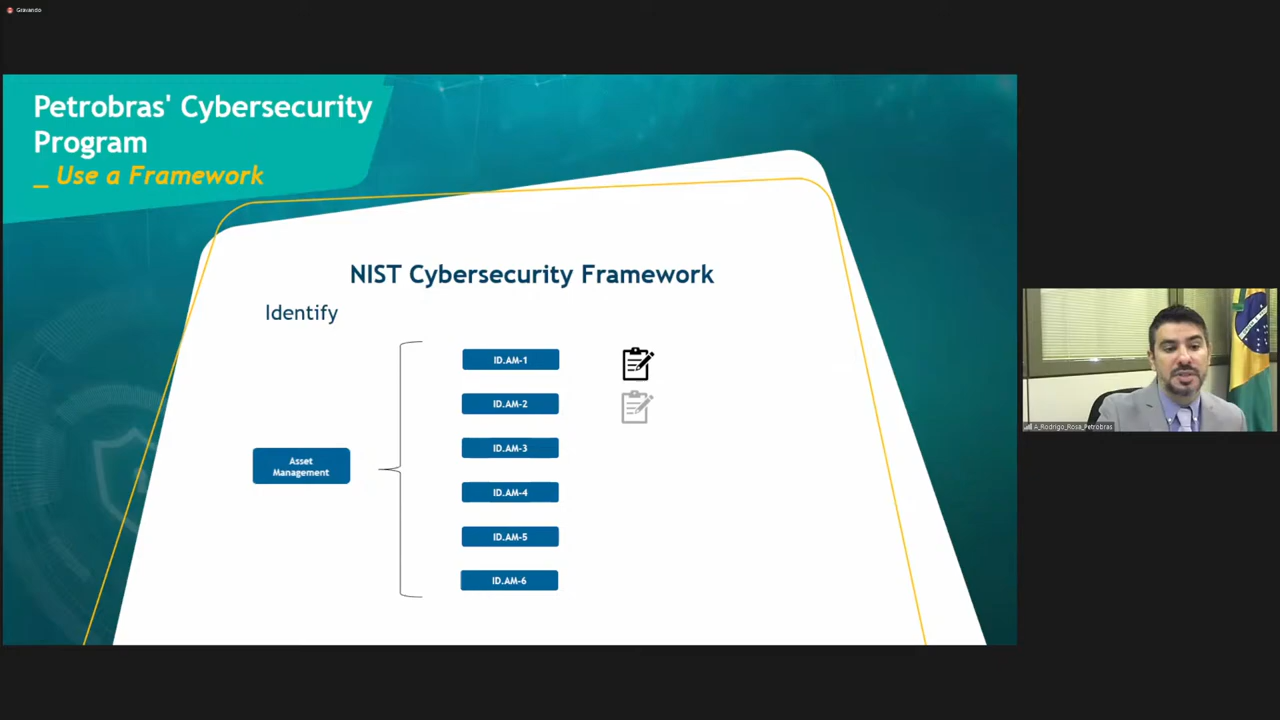 Gravando
Petrobras' Cybersecurity
Program
_ Use a Framework
NIST Cybersecurity Framework
Identify
ID.AM-1
ID.AM-2
ID.AM-3
Asset
Management
ID.AM-4
ID.AM-5
ID.AM-6
A_Rodrigo_Rosa_Petrobras